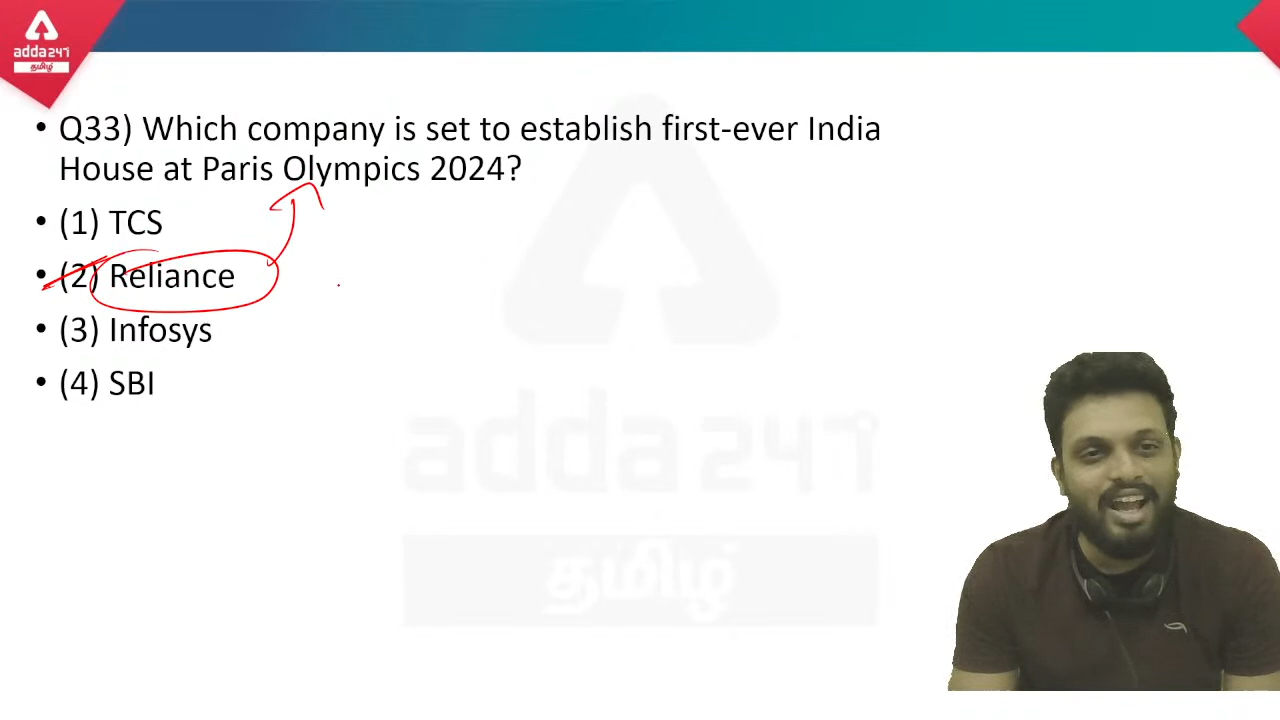 adda247
தமிழ்
• Q33) Which company is set to establish first-ever India
House at Paris Olympics 2024?
• (1) TCS
• (2) Reliance
• (3) Infosys
• (4) SBI
adda247
தமிழ்